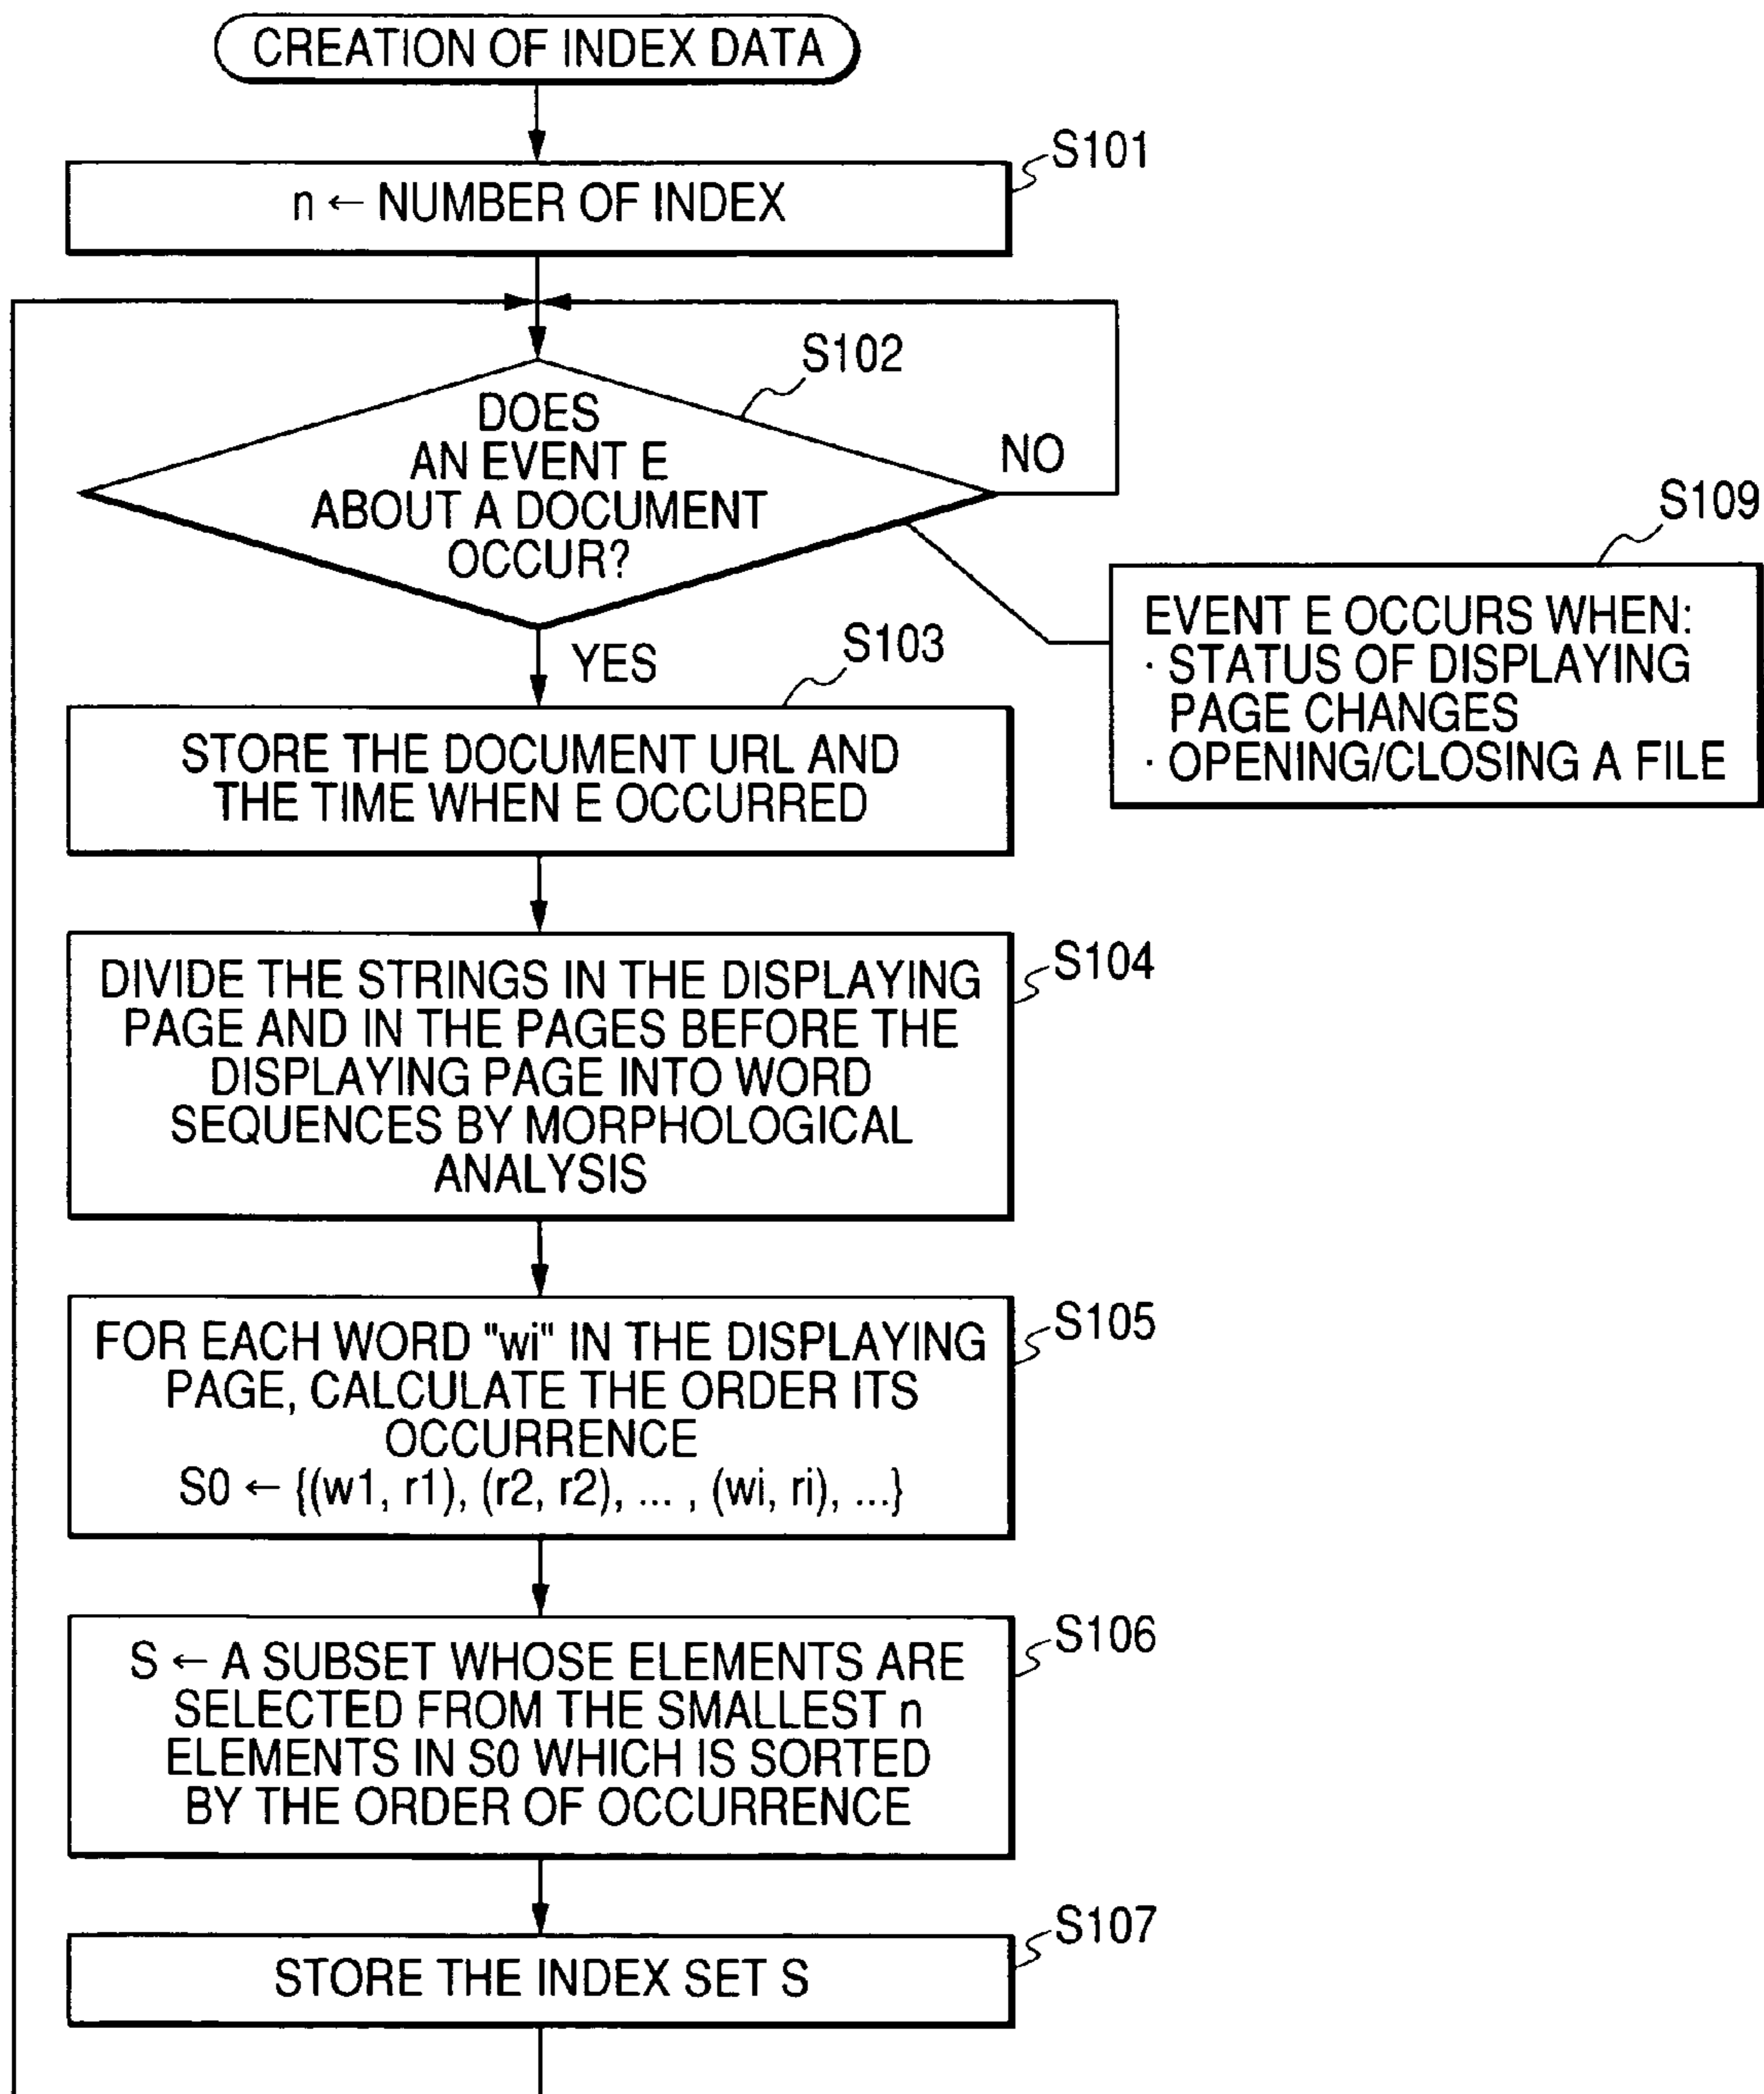 CREATION OF INDEX DATA
S101
n ← NUMBER OF INDEX
S102
DOES
AN EVENT E
ABOUT A DOCUMENT
OCCUR?
NO
S109
EVENT E OCCURS WHEN:
· STATUS OF DISPLAYING
PAGE CHANGES
· OPENING/CLOSING A FILE
YES
S103
STORE THE DOCUMENT URL AND
THE TIME WHEN E OCCURRED
S104
DIVIDE THE STRINGS IN THE DISPLAYING
PAGE AND IN THE PAGES BEFORE THE
DISPLAYING PAGE INTO WORD
SEQUENCES BY MORPHOLOGICAL
ANALYSIS
S105
FOR EACH WORD "wi" IN THE DISPLAYING
PAGE, CALCULATE THE ORDER ITS
OCCURRENCE
S0 ← {(w1, r1), (r2, r2), ... , (wi, ri), ...}
S106
S ← A SUBSET WHOSE ELEMENTS ARE
SELECTED FROM THE SMALLEST n
ELEMENTS IN S0 WHICH IS SORTED
BY THE ORDER OF OCCURRENCE
S107
STORE THE INDEX SET S